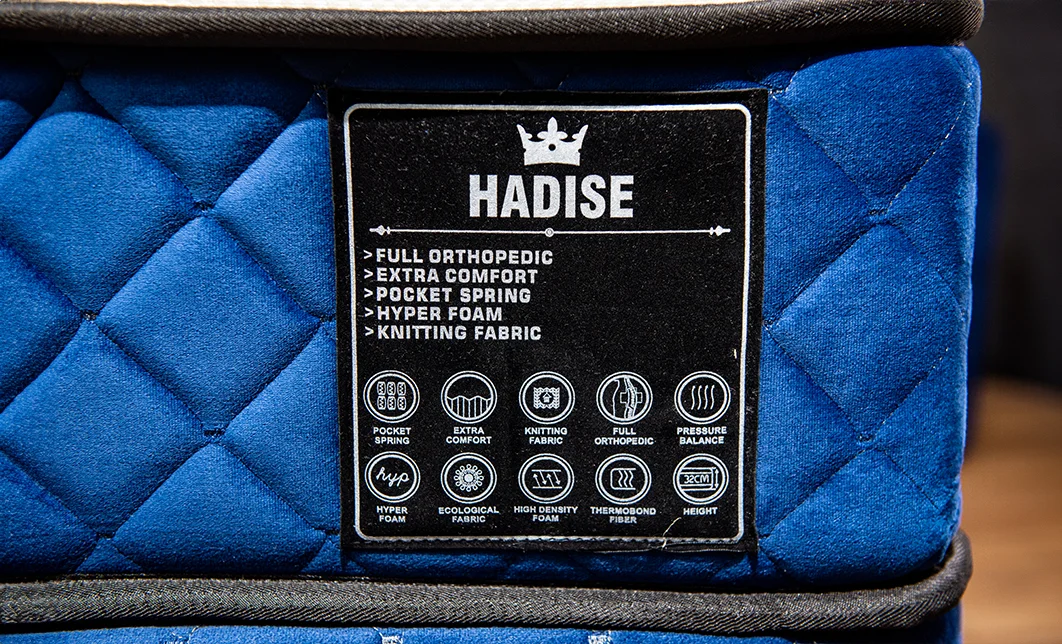 HADISE
>FULL ORTHOPEDIC
>EXTRA COMFORT
>POCKET SPRING
>HYPER FOAM
>KNITTING FABRIC
POCKET SPRING
EXTRA COMFORT
KNITTING FABRIC
FULL ORTHOPEDIC
PRESSURE BALANCE
hyp
32CM
HYPER FOAM
ECOLOGICAL FABRIC
HIGH DENSITY FOAM
THERMOBOND FIBER
HEIGHT